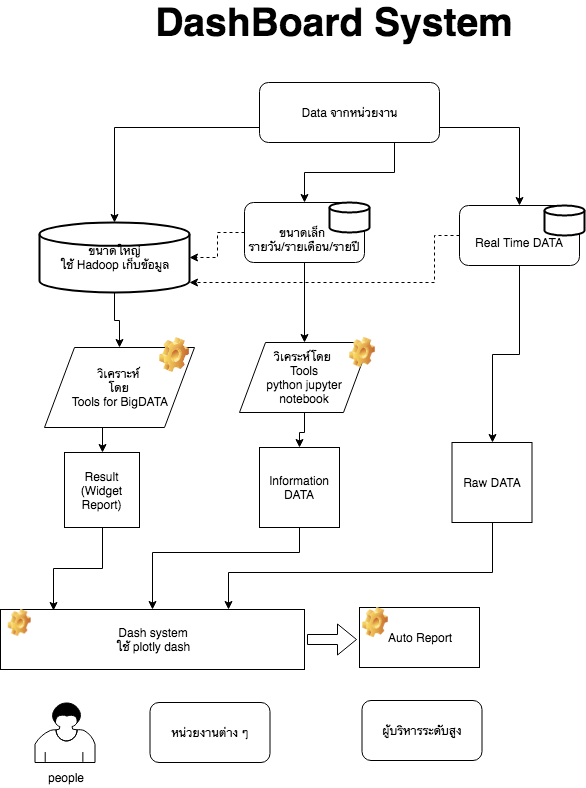 DashBoard System
Data จากหน่วยงาน
ขนาดใหญ่
ใช้ Hadoop เก็บข้อมูล
ขนาดเล็ก
รายวัน/รายเดือน/รายปี
Real Time DATA
วิเคราะห์
โดย
Tools for BigDATA
วิเคระห์โดย
Tools
python jupyter
notebook
Result
(Widget
Report)
Information
DATA
Raw DATA
Dash system
ใช้ plotly dash
Auto Report
people
หน่วยงานต่าง ๆ
ผู้บริหารระดับสูง